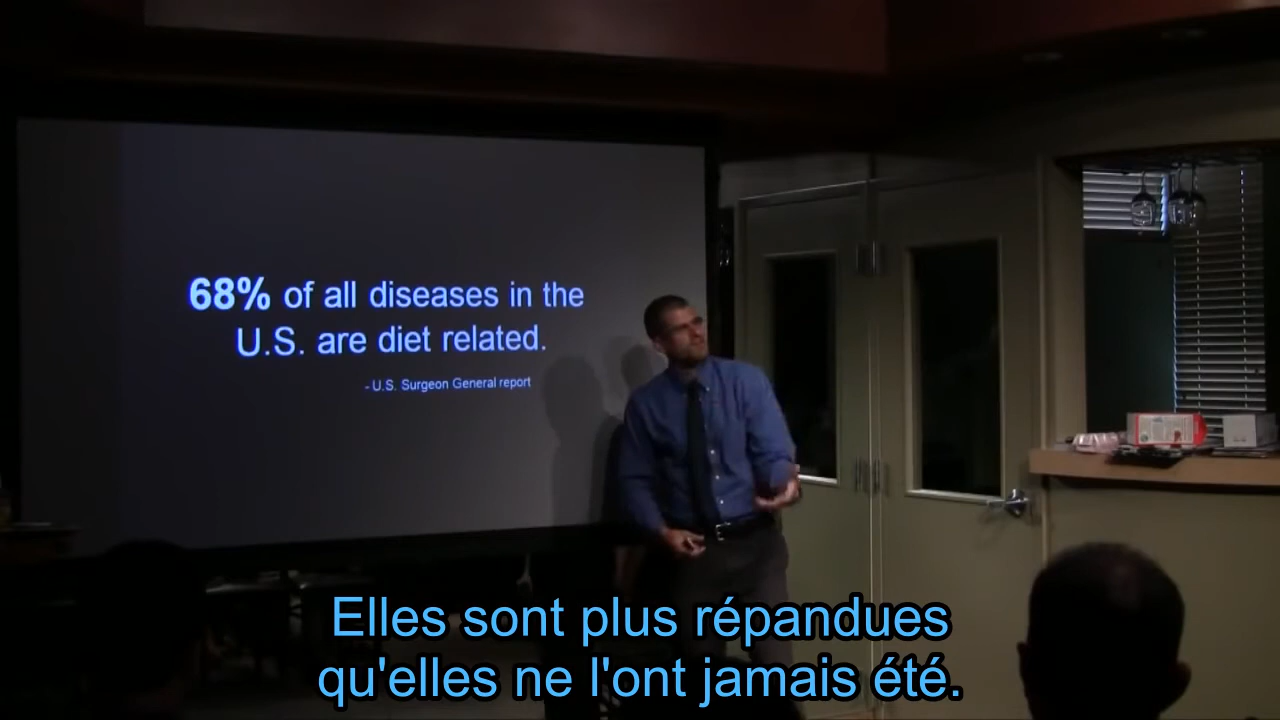 68% of all diseases in the
U.S. are diet related.
- U.S. Surgeon General report
Elles sont plus répandues
qu'elles ne l'ont jamais été.